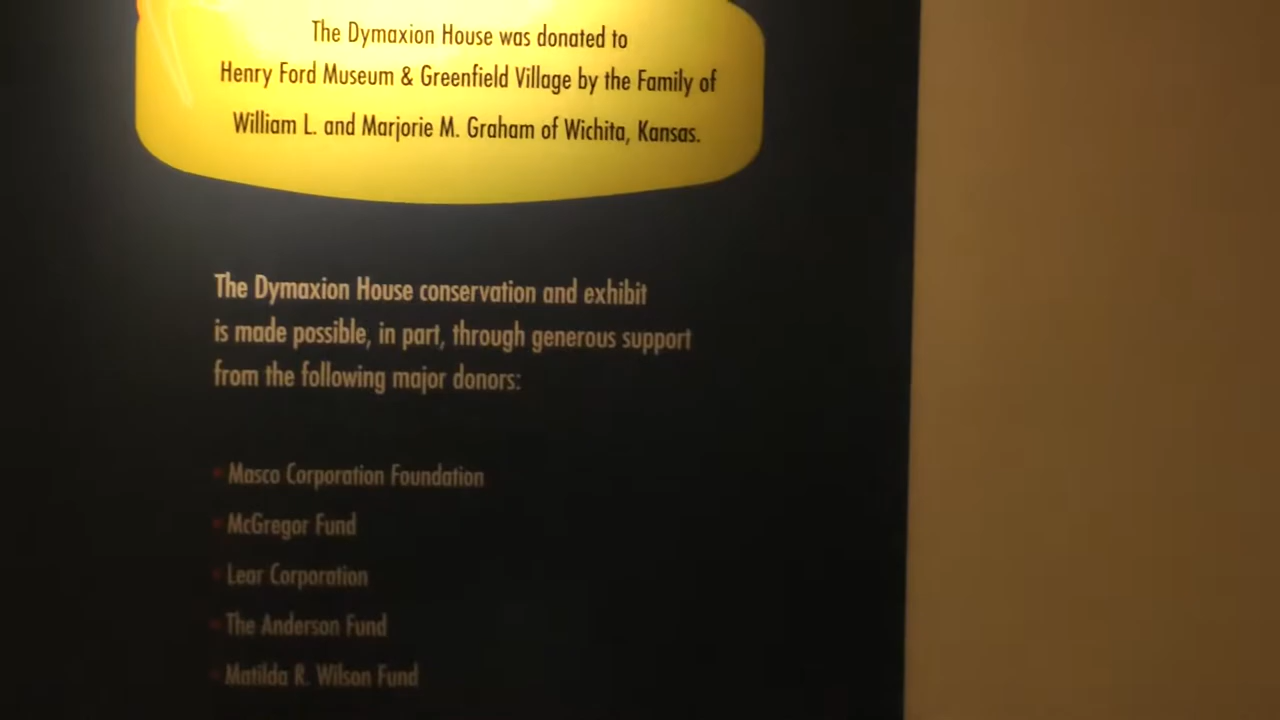 The Dymaxion House was donated to
Henry Ford Museum & Greenfield Village by the Family of
William L. and Marjorie M. Graham of Wichita, Kansas.
The Dymaxion House conservation and exhibit
is made possible, in part, through generous support
from the following major donors:
• Masco Corporation Foundation
• McGregor Fund
• Lear Corporation
• The Anderson Fund
• Matilda R. Wilson Fund